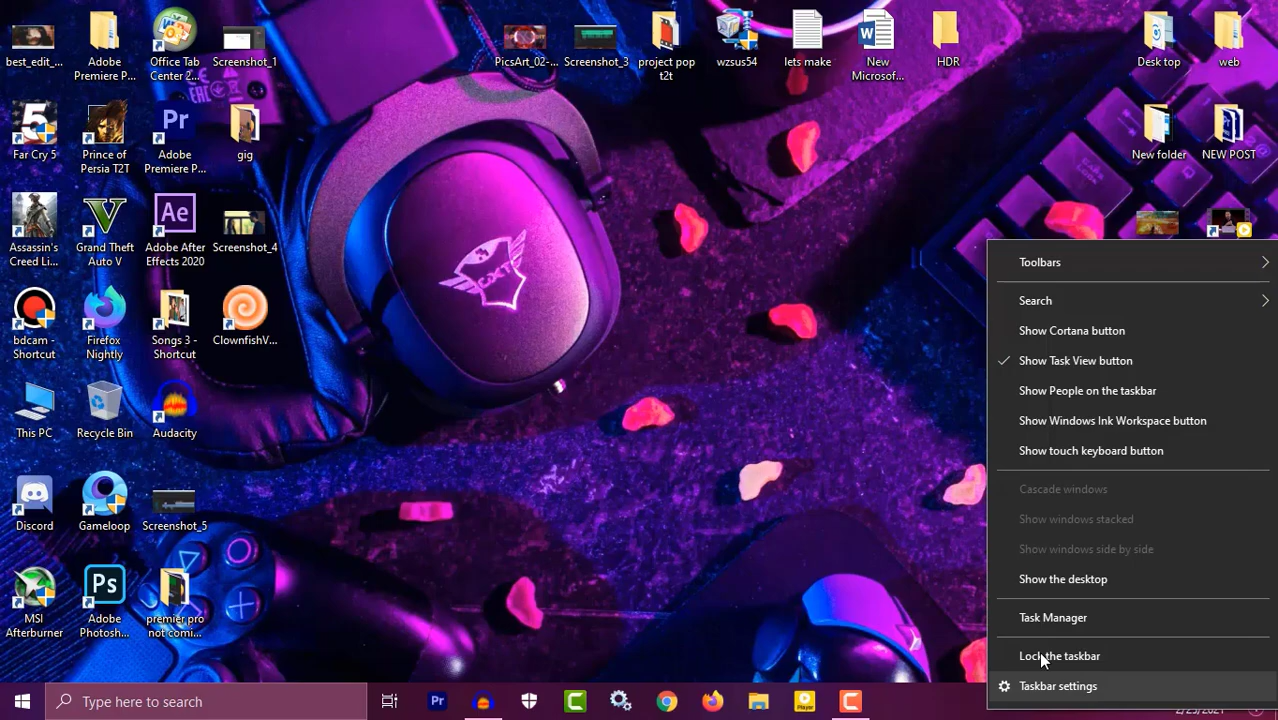 best_edit_...
Premiere P...
Office Tab
Center 2...
Screenshot_1
PicsArt_02-...
Screenshot_3
project pop
t2t
wzsus54
lets make
New
Microsof...
HDR
Desk top
web
Far Cry 5
Prince of
Persia T2T
Pr
Adobe
Premiere P...
gig
New folder
NEW POST
Assassin's
Creed Li...
Grand Theft
Auto V
Ae
Adobe After
Effects 2020
Screenshot_4
GXT
bdcam -
Shortcut
Firefox
Nightly
Songs 3 -
Shortcut
ClownfishV...
This PC
Recycle Bin
Audacity
Discord
Gameloop
Screenshot_5
MSI
Afterburner
Ps
Adobe
Photosh...
premier pro
not comi...
Toolbars
Search
Show Cortana button
Show Task View button
Show People on the taskbar
Show Windows Ink Workspace button
Show touch keyboard button
Cascade windows
Show windows stacked
Show windows side by side
Show the desktop
Task Manager
Lock the taskbar
Taskbar settings
Type here to search
Pr
Player